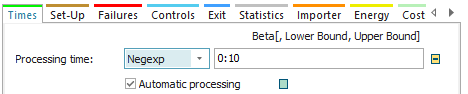 Times Set-Up Failures Controls Exit Statistics Importer Energy Cost
Beta[, Lower Bound, Upper Bound]
Processing time: Negexp 0:10
Automatic processing